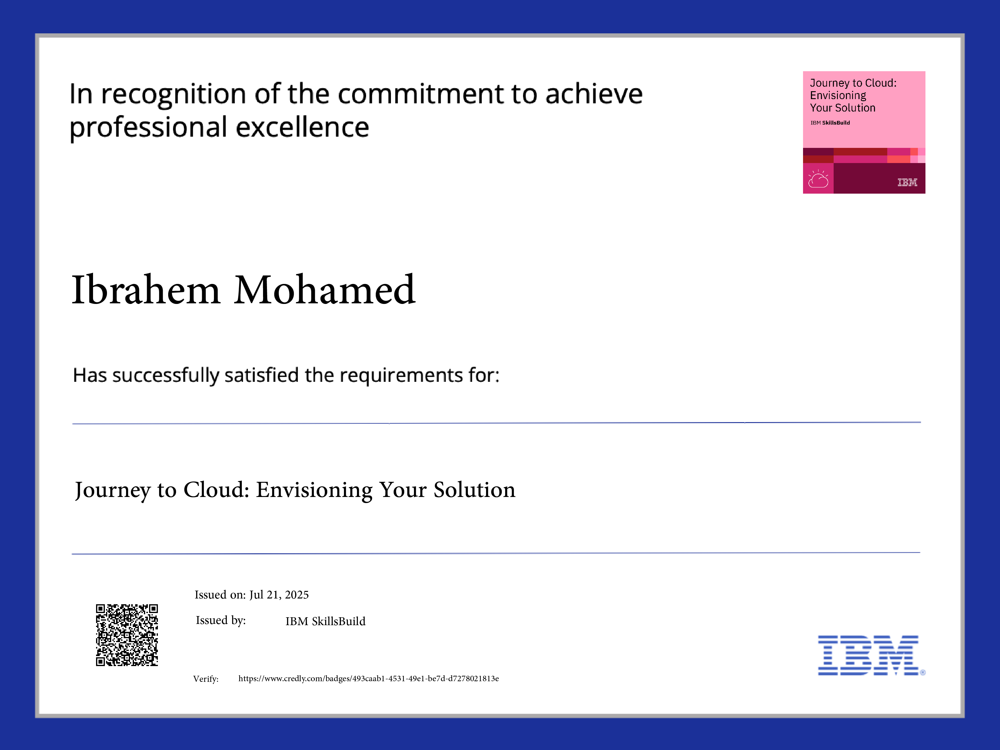 In recognition of the commitment to achieve
professional excellence
Journey to Cloud:
Envisioning
Your Solution
IBM SkillsBuild
IBM
Ibrahem Mohamed
Has successfully satisfied the requirements for:
Journey to Cloud: Envisioning Your Solution
Issued on: Jul 21, 2025
Issued by: IBM SkillsBuild
Verify: https://www.credly.com/badges/493caab1-4531-49e1-be7d-d7278021813e
IBM®